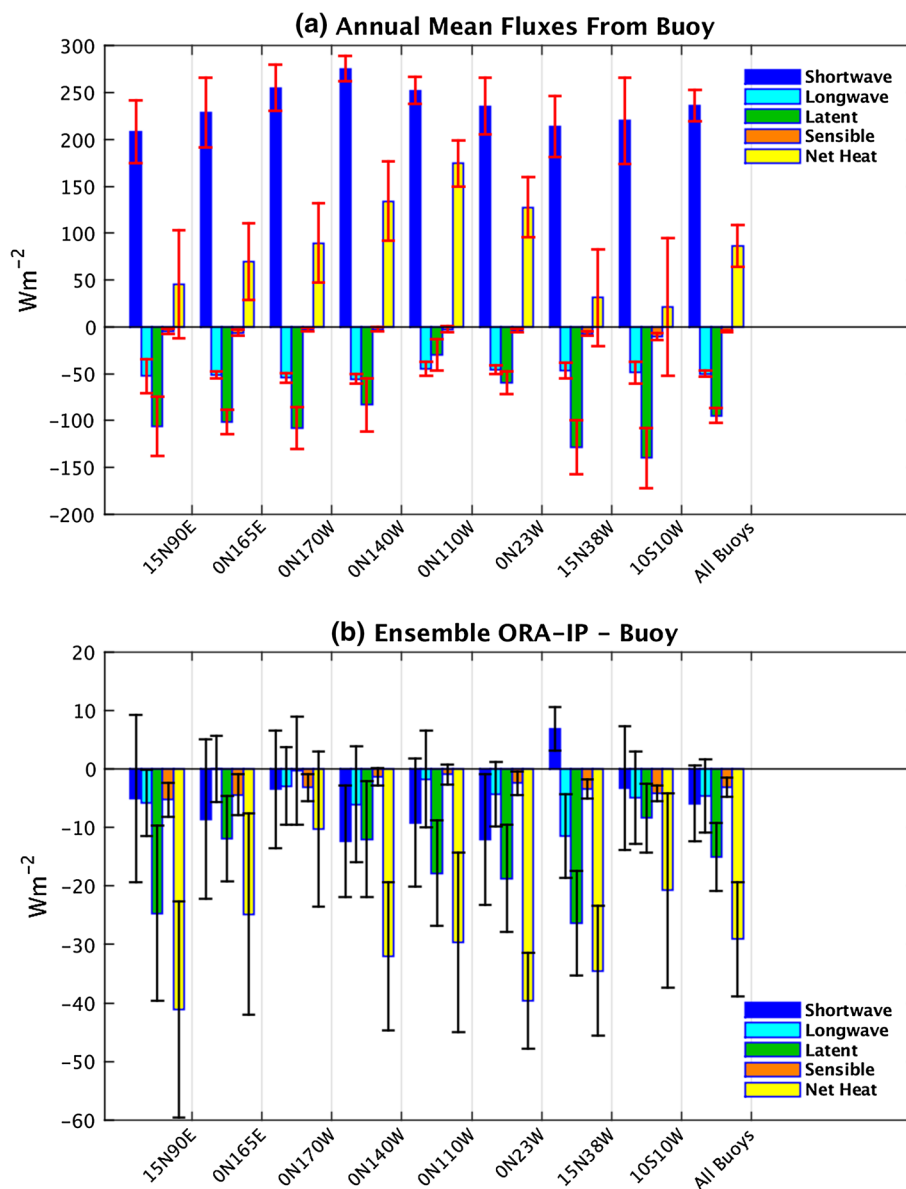 (a) Annual Mean Fluxes From Buoy
300
250
200
150
100
50
0
−50
−100
−150
−200
Wm−2
Shortwave
Longwave
Latent
Sensible
Net Heat
15N90E
0N165E
0N170W
0N140W
0N110W
0N23W
15N38W
10S10W
All Buoys
(b) Ensemble ORA-IP – Buoy
20
10
0
−10
−20
−30
−40
−50
−60
Wm−2
Shortwave
Longwave
Latent
Sensible
Net Heat
15N90E
0N165E
0N170W
0N140W
0N110W
0N23W
15N38W
10S10W
All Buoys